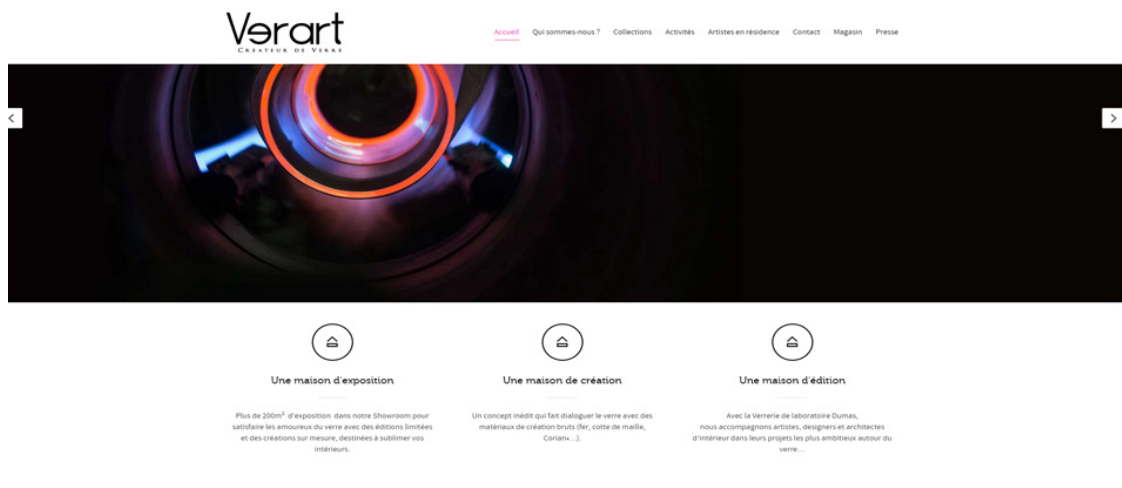 Verart
Créateur de Verre
Accueil Qui sommes-nous ? Collections Activités Artistes en résidence Contact Magasin Presse
Une maison d'exposition
Plus de 200m² d'exposition dans notre Showroom pour
satisfaire les amoureux du verre avec des éditions limitées
et des créations sur mesure, destinées à sublimer vos
intérieurs.
Une maison de création
Un concept inédit qui fait dialoguer le verre avec des
matériaux de création bruts (fer, cotte de maille,
Corian«...).
Une maison d'édition
Avec la Verrerie de laboratoire Dumas,
nous accompagnons artistes, designers et architectes
d'intérieur dans leurs projets les plus ambitieux autour du
verre....